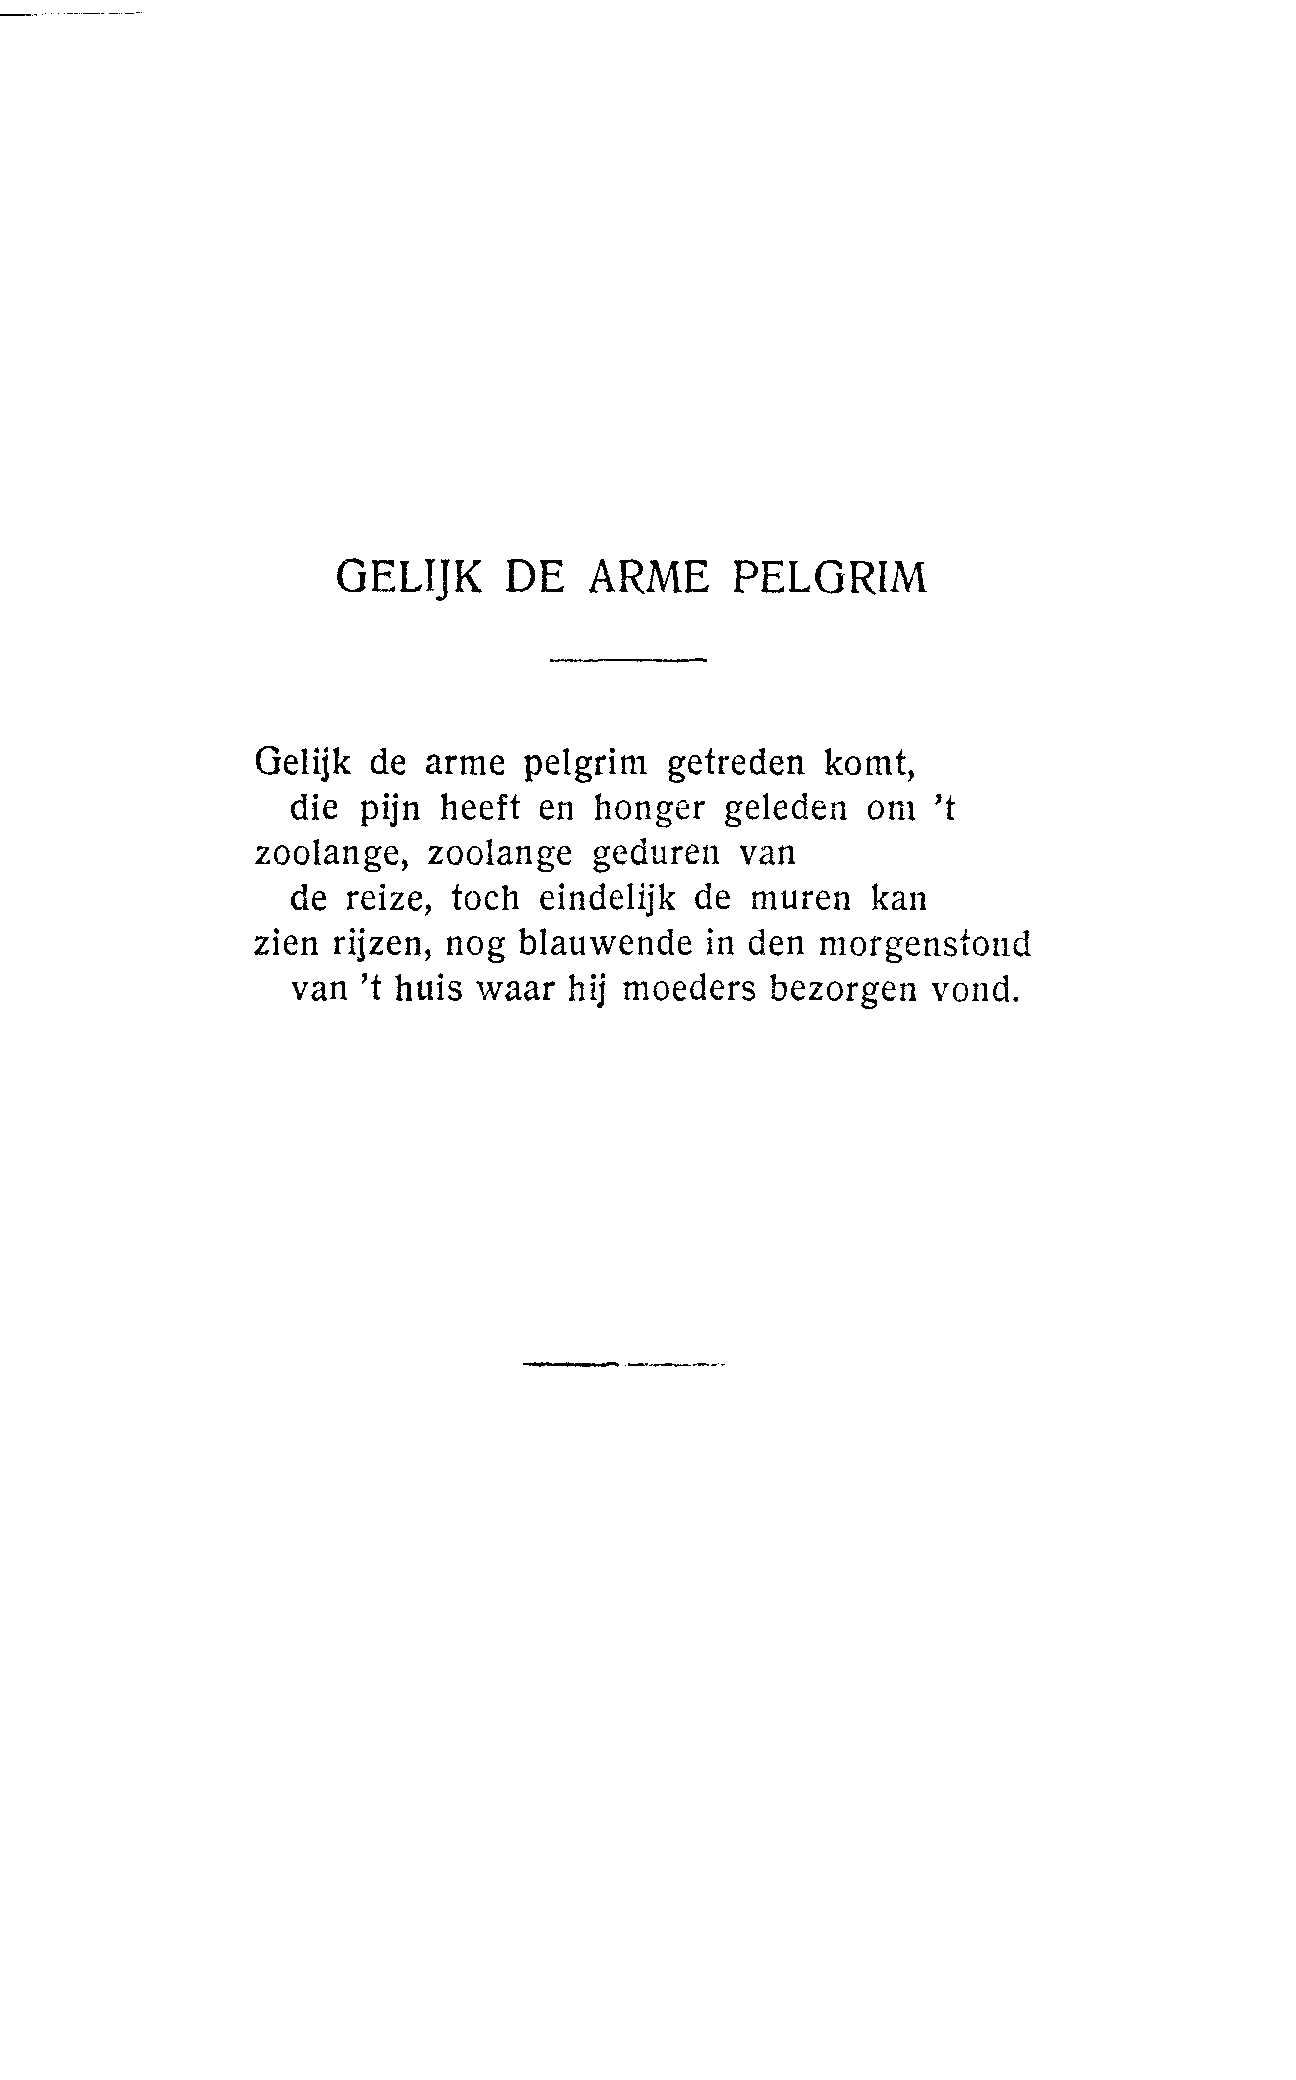 GELIJK DE ARME PELGRIM
Gelijk de arme pelgrim getreden komt,
die pijn heeft en honger geleden om 't
zoolange, zoolange geduren van
de reize, toch eindelijk de muren kan
zien rijzen, nog blauwende in den morgenstond
van 't huis waar hij moeders bezorgen vond.